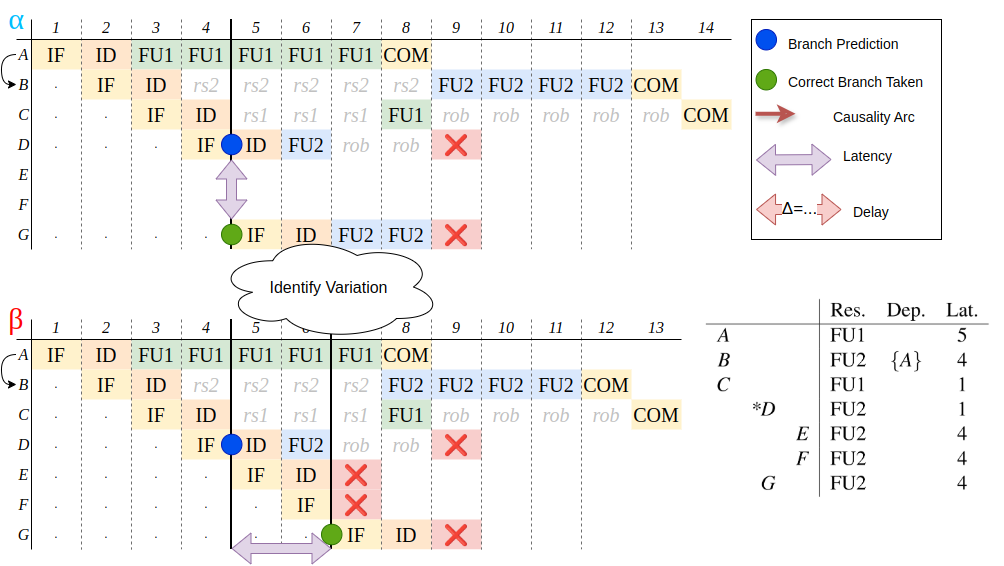 α 1 2 3 4 5 6 7 8 9 10 11 12 13 14
A IF ID FU1 FU1 FU1 FU1 FU1 COM
B . IF ID rs2 rs2 rs2 rs2 rs2 FU2 FU2 FU2 FU2 COM
C . . IF ID rs1 rs1 rs1 FU1 rob rob rob rob rob COM
D . . . IF ID FU2 rob rob
E
F
G . . . . IF ID FU2 FU2
Branch Prediction
Correct Branch Taken
Causality Arc
Latency
Δ=... Delay
Identify Variation
β 1 2 3 4 5 6 7 8 9 10 11 12 13
A IF ID FU1 FU1 FU1 FU1 FU1 COM
B . IF ID rs2 rs2 rs2 rs2 FU2 FU2 FU2 FU2 COM
C . . IF ID rs1 rs1 rs1 FU1 rob rob rob rob COM
D . . . IF ID FU2 rob rob
E . . . . IF ID
F . . . . . IF
G . . . . . . IF ID
Res. Dep. Lat.
A FU1 5
B FU2 {A} 4
C FU1 1
*D FU2 1
E FU2 4
F FU2 4
G FU2 4